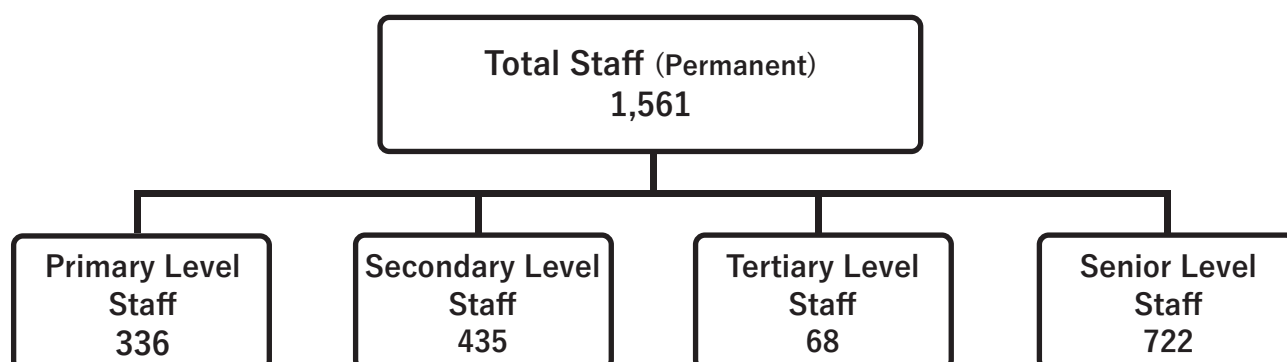 Total Staff (Permanent)
1,561
Primary Level
Staff
336
Secondary Level
Staff
435
Tertiary Level
Staff
68
Senior Level
Staff
722